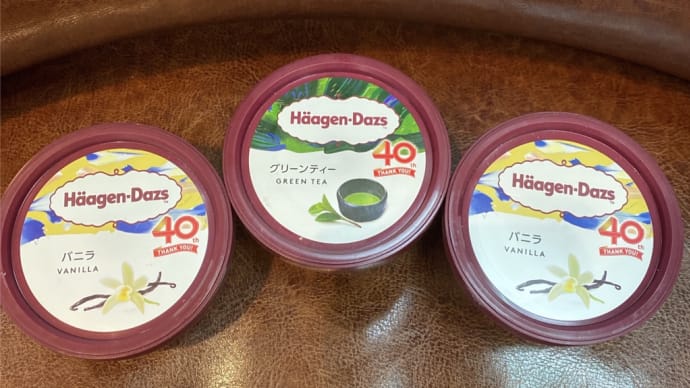 Häagen-Dazs
バニラ
VANILLA
40th
THANK YOU!
Häagen-Dazs
グリーンティー
GREEN TEA
40th
THANK YOU!
Häagen-Dazs
バニラ
VANILLA
40th
THANK YOU!